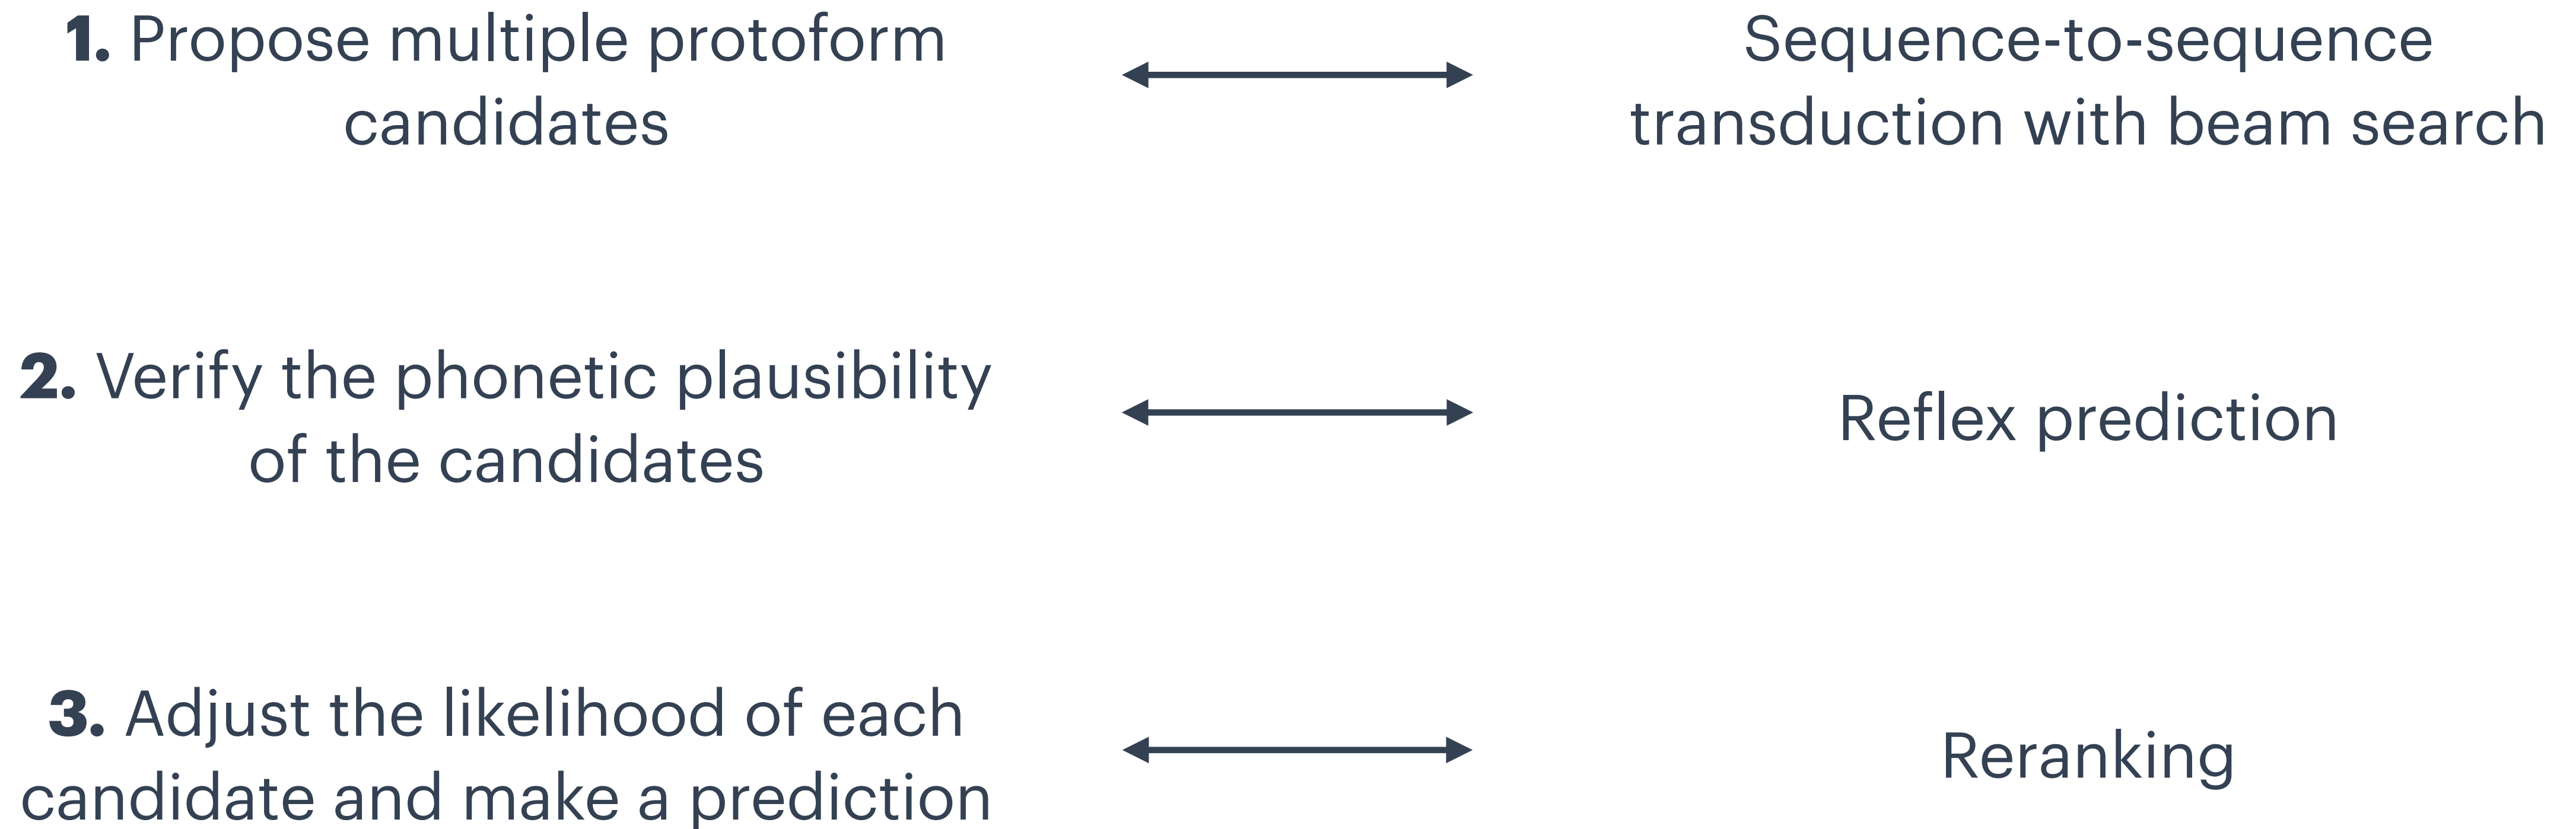 1. Propose multiple protoform
candidates
Sequence-to-sequence
transduction with beam search
2. Verify the phonetic plausibility
of the candidates
Reflex prediction
3. Adjust the likelihood of each
candidate and make a prediction
Reranking